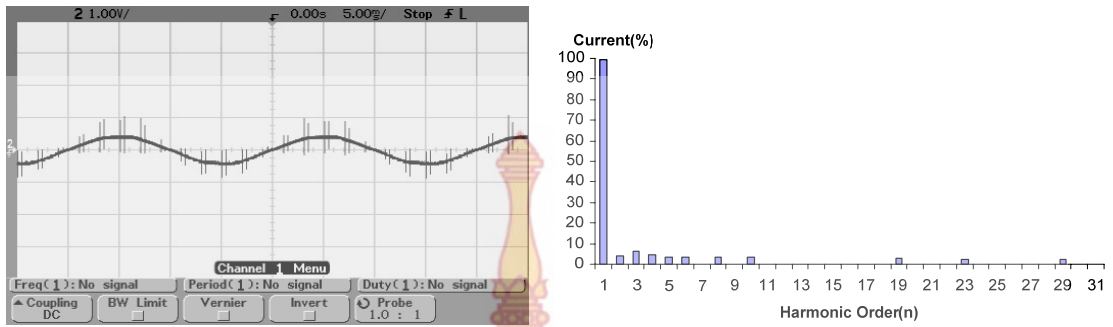 2 1.00V/ 0.00s 5.00㎳/ Stop L
2
Channel 1 Menu
Freq(1):No signal Period(1):No signal Duty(1):No signal
Coupling BW Limit Vernier Invert Probe
DC 1.0 : 1
Current(%)
100
90
80
70
60
50
40
30
20
10
0
1 3 5 7 9 11 13 15 17 19 21 23 25 27 29 31
Harmonic Order(n)